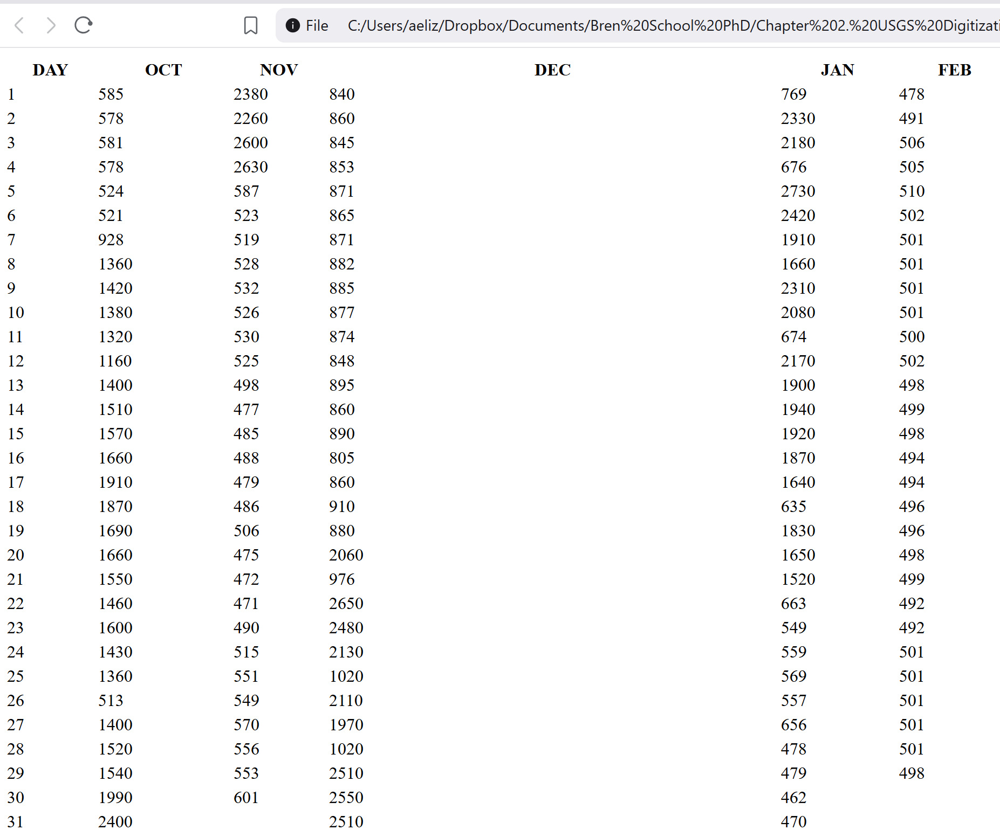 File C:/Users/aeliz/Dropbox/Documents/Bren%20School%20PhD/Chapter%202.%20USGS%20Digitizati
DAY OCT NOV DEC JAN FEB
1 585 2380 840 769 478
2 578 2260 860 2330 491
3 581 2600 845 2180 506
4 578 2630 853 676 505
5 524 587 871 2730 510
6 521 523 865 2420 502
7 928 519 871 1910 501
8 1360 528 882 1660 501
9 1420 532 885 2310 501
10 1380 526 877 2080 501
11 1320 530 874 674 500
12 1160 525 848 2170 502
13 1400 498 895 1900 498
14 1510 477 860 1940 499
15 1570 485 890 1920 498
16 1660 488 805 1870 494
17 1910 479 860 1640 494
18 1870 486 910 635 496
19 1690 506 880 1830 496
20 1660 475 2060 1650 498
21 1550 472 976 1520 499
22 1460 471 2650 663 492
23 1600 490 2480 549 492
24 1430 515 2130 559 501
25 1360 551 1020 569 501
26 513 549 2110 557 501
27 1400 570 1970 656 501
28 1520 556 1020 478 501
29 1540 553 2510 479 498
30 1990 601 2550 462
31 2400 2510 470